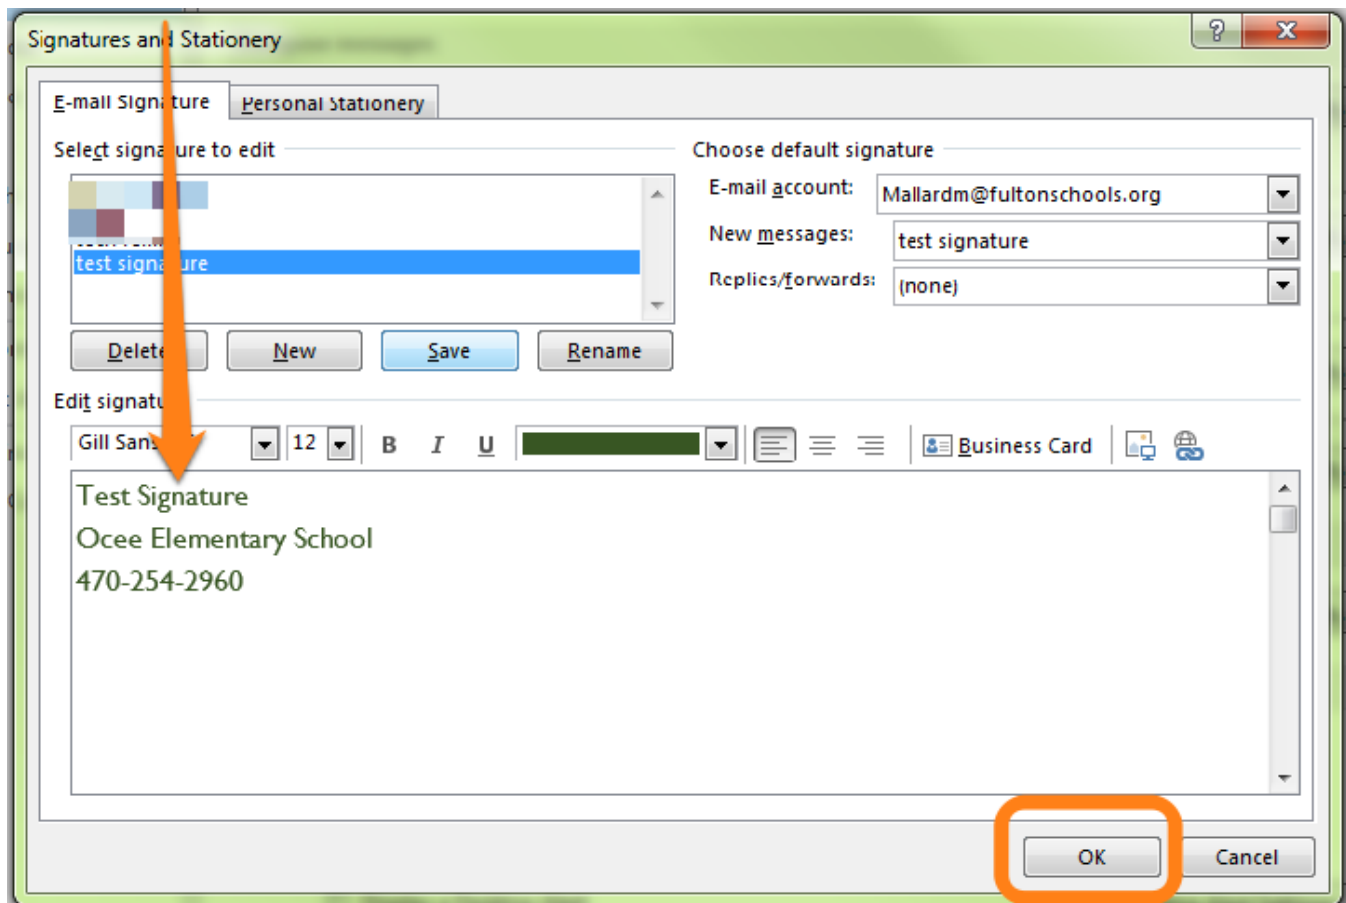 Signatures and Stationery
E-mail Signature
Personal Stationery
Select signature to edit
test signature
Delete
New
Save
Rename
Choose default signature
E-mail account:
Mallardm@fultonschools.org
New messages:
test signature
Replies/forwards:
(none)
Edit signature
Gill Sans
12
B
I
U
Business Card
Test Signature
Ocee Elementary School
470-254-2960
OK
Cancel